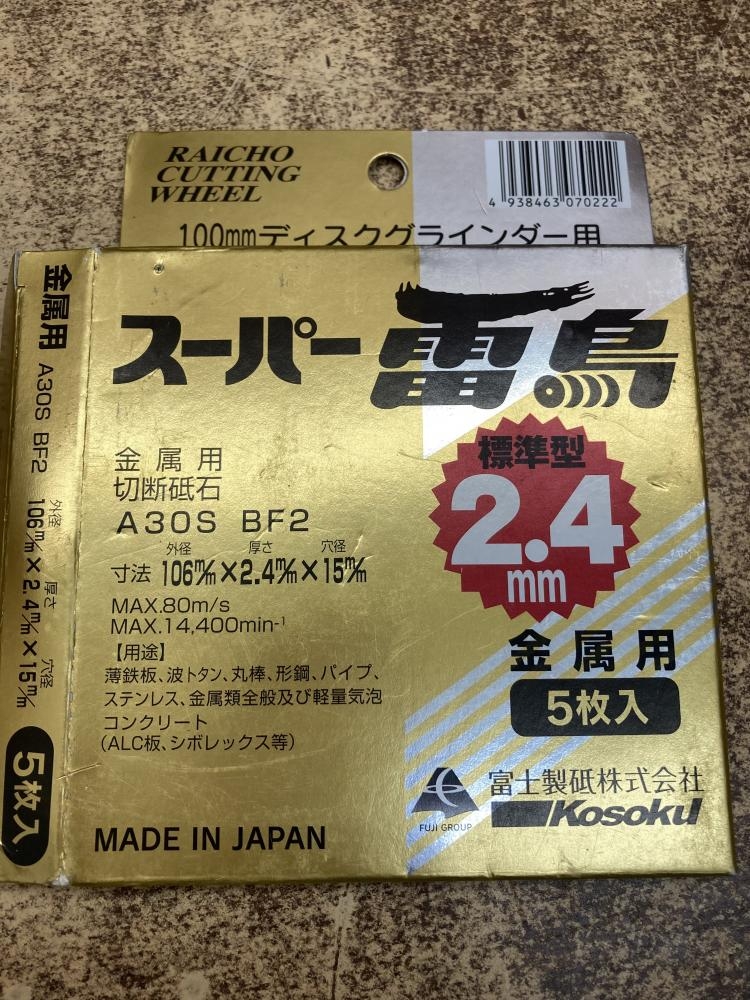 RAICHO
CUTTING
WHEEL
4 938463 070222
100mmディスクグラインダー用
スーパー雷鳥
金属用
切断砥石
A30S BF2
外径 厚さ 穴径
寸法 106m/m×2.4m/m×15m/m
MAX.80m/s
MAX.14,400min-1
【用途】
薄鉄板、波トタン、丸棒、形鋼、パイプ、
ステンレス、金属類全般及び軽量気泡
コンクリート
(ALC板、シボレックス等)
MADE IN JAPAN
標準型
2.4
mm
金属用
5枚入
FUJI GROUP
富士製砥株式会社
Kosoku
金属用 A30S BF2
外径 厚さ 穴径
106m/m×2.4m/m×15m/m
5枚入